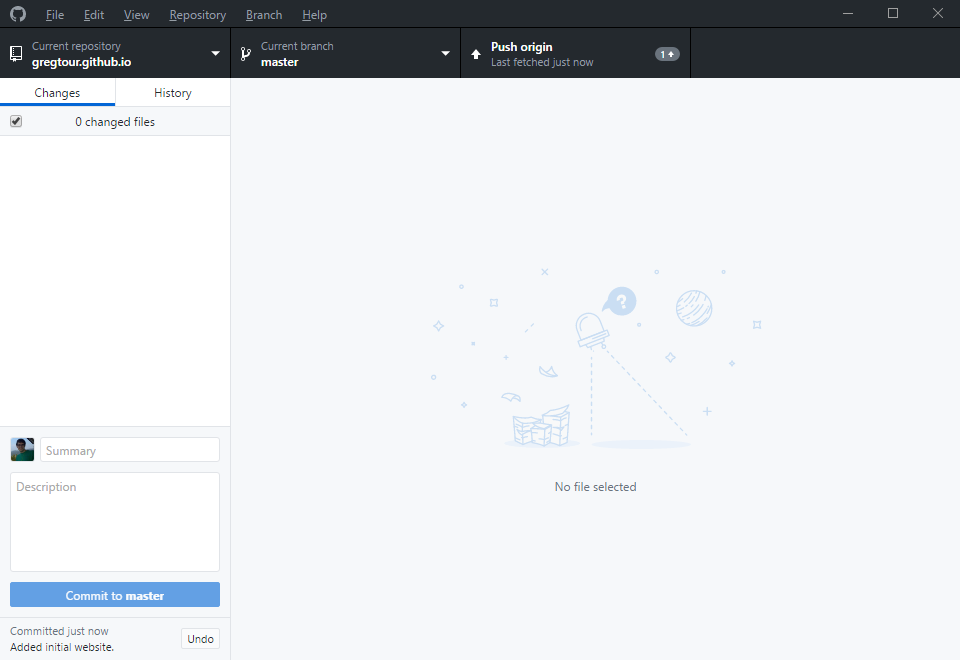 File Edit View Repository Branch Help
Current repository
gregtour.github.io
Current branch
master
Push origin
Last fetched just now
1
Changes History
0 changed files
?
No file selected
Summary
Description
Commit to master
Committed just now
Added initial website.
Undo